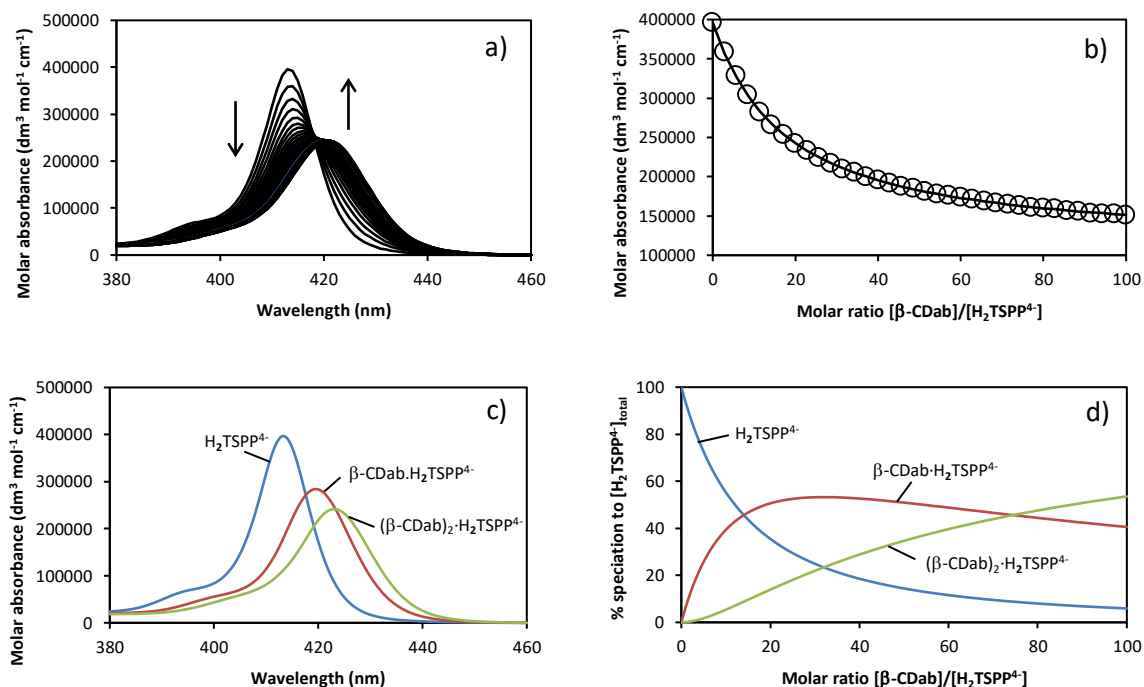 a)
500000
400000
300000
200000
100000
0
380 400 420 440 460
Molar absorbance (dm³ mol⁻¹ cm⁻¹)
Wavelength (nm)
b)
400000
350000
300000
250000
200000
150000
100000
0 20 40 60 80 100
Molar absorbance (dm³ mol⁻¹ cm⁻¹)
Molar ratio [β-CDab]/[H₂TSPP⁴⁻]
c)
500000
400000
300000
200000
100000
0
380 400 420 440 460
Molar absorbance (dm³ mol⁻¹ cm⁻¹)
Wavelength (nm)
H₂TSPP⁴⁻
β-CDab.H₂TSPP⁴⁻
(β-CDab)₂·H₂TSPP⁴⁻
d)
100
80
60
40
20
0
0 20 40 60 80 100
% speciation to [H₂TSPP⁴⁻]total
Molar ratio [β-CDab]/[H₂TSPP⁴⁻]
H₂TSPP⁴⁻
β-CDab·H₂TSPP⁴⁻
(β-CDab)₂·H₂TSPP⁴⁻